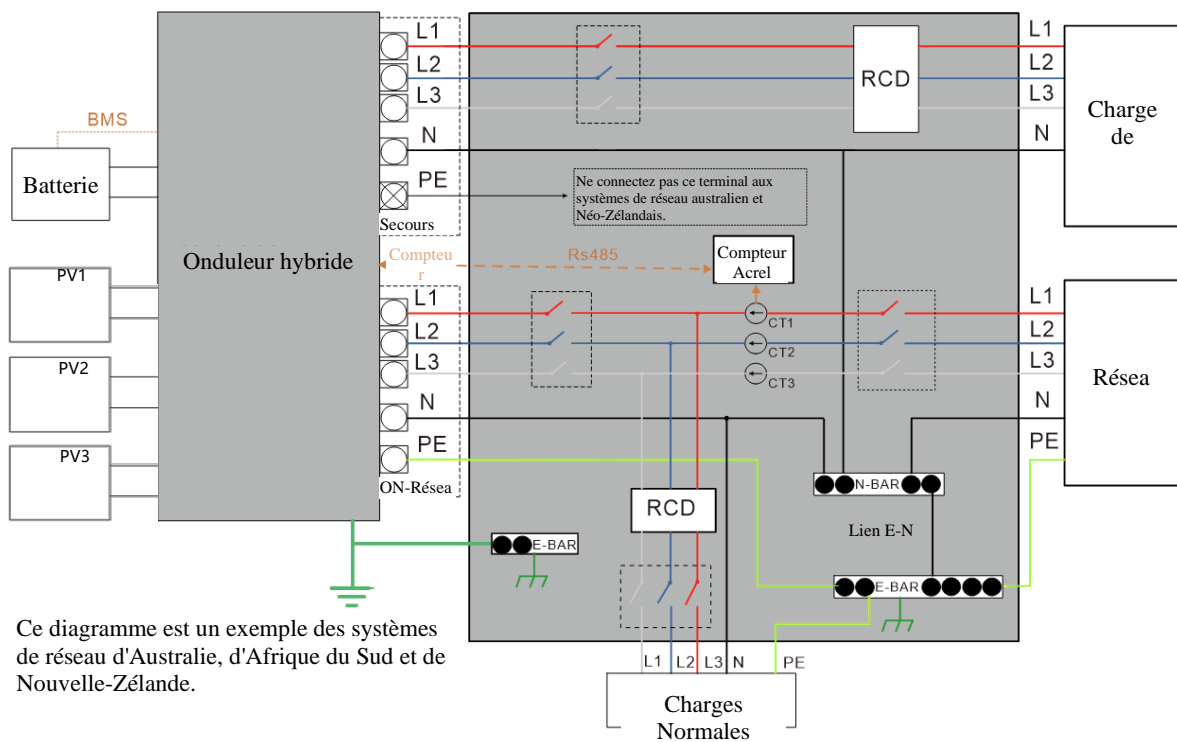 BMS
Batterie
PV1
PV2
PV3
Onduleur hybride
L1
L2
L3
N
PE
Secours
Compteu
r
Rs485
L1
L2
L3
N
PE
ON-Résea
RCD
Ne connectez pas ce terminal aux
systèmes de réseau australien et
Néo-Zélandais.
Compteur
Acrel
CT1
CT2
CT3
L1
L2
L3
N
Charge
de
L1
L2
L3
N
PE
Résea
N-BAR
Lien E-N
E-BAR
RCD
E-BAR
L1
L2
L3
N
PE
Charges
Normales
Ce diagramme est un exemple des systèmes
de réseau d'Australie, d'Afrique du Sud et de
Nouvelle-Zélande.